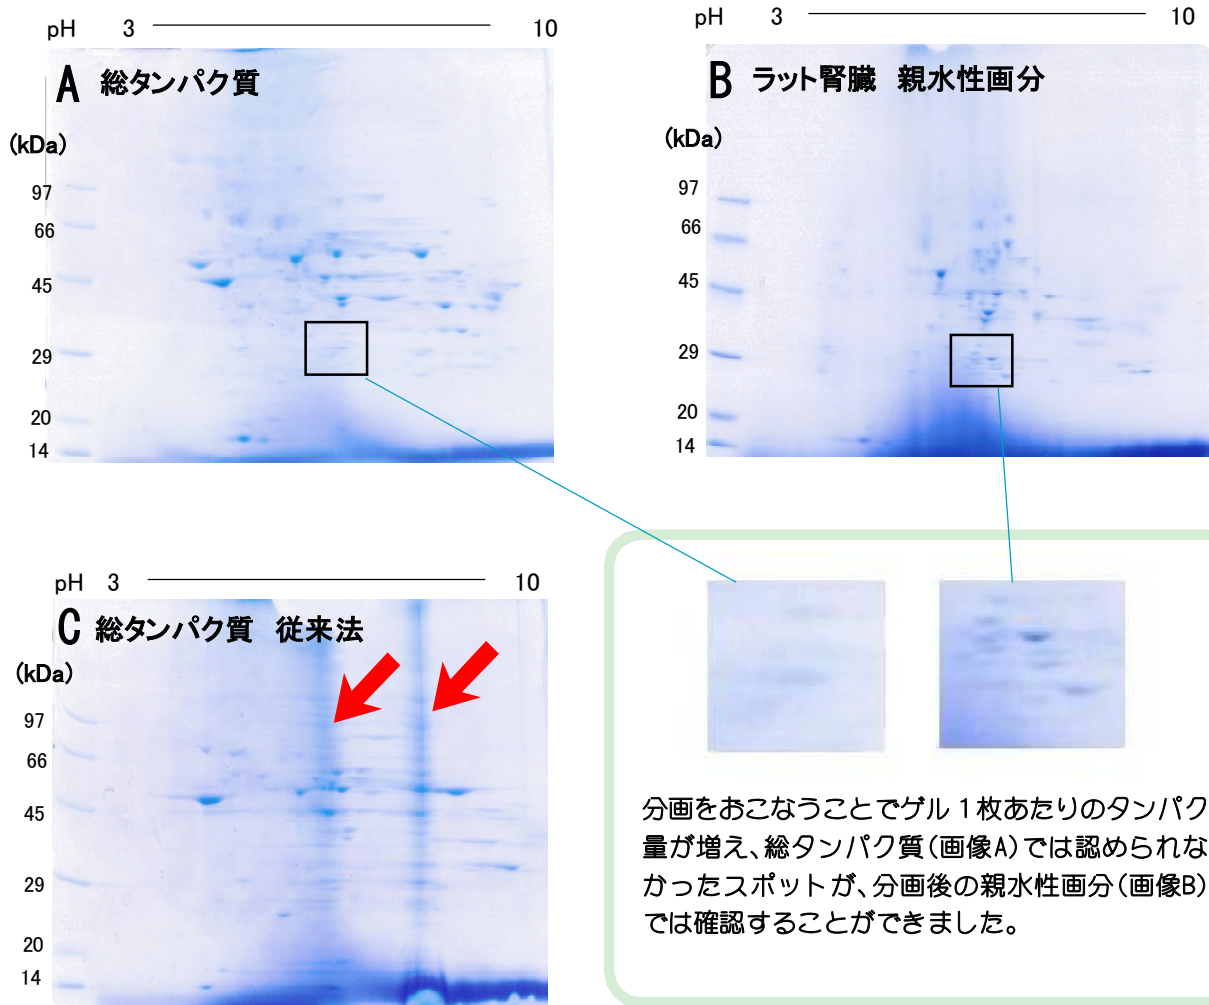 pH 3 10
A 総タンパク質
(kDa)
97
66
45
29
20
14
pH 3 10
B ラット腎臓 親水性画分
(kDa)
97
66
45
29
20
14
pH 3 10
C 総タンパク質 従来法
(kDa)
97
66
45
29
20
14
分画をおこなうことでゲル1枚あたりのタンパク
量が増え、総タンパク質(画像A)では認められな
かったスポットが、分画後の親水性画分(画像B)
では確認することができました。